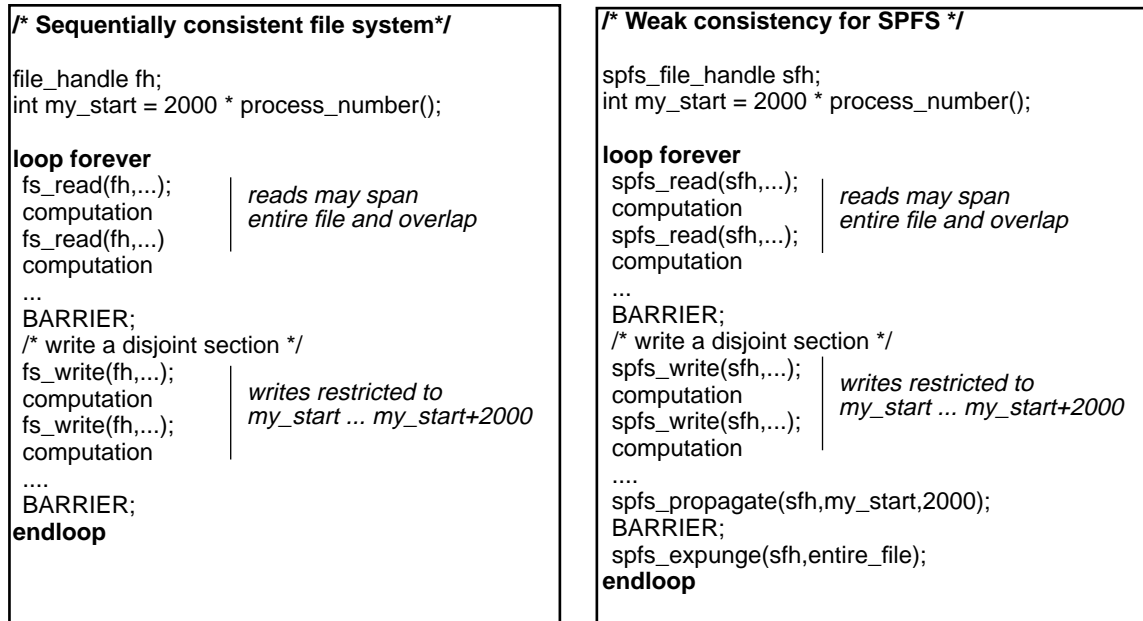 /* Sequentially consistent file system*/
file_handle fh;
int my_start = 2000 * process_number();
loop forever
fs_read(fh,...);
computation
fs_read(fh,...)
computation
reads may span
entire file and overlap
...
BARRIER;
/* write a disjoint section */
fs_write(fh,...);
computation
fs_write(fh,...);
computation
writes restricted to
my_start ... my_start+2000
....
BARRIER;
endloop
/* Weak consistency for SPFS */
spfs_file_handle sfh;
int my_start = 2000 * process_number();
loop forever
spfs_read(sfh,...);
computation
spfs_read(sfh,...);
computation
reads may span
entire file and overlap
...
BARRIER;
/* write a disjoint section */
spfs_write(sfh,...);
computation
spfs_write(sfh,...);
computation
writes restricted to
my_start ... my_start+2000
....
spfs_propagate(sfh,my_start,2000);
BARRIER;
spfs_expunge(sfh,entire_file);
endloop